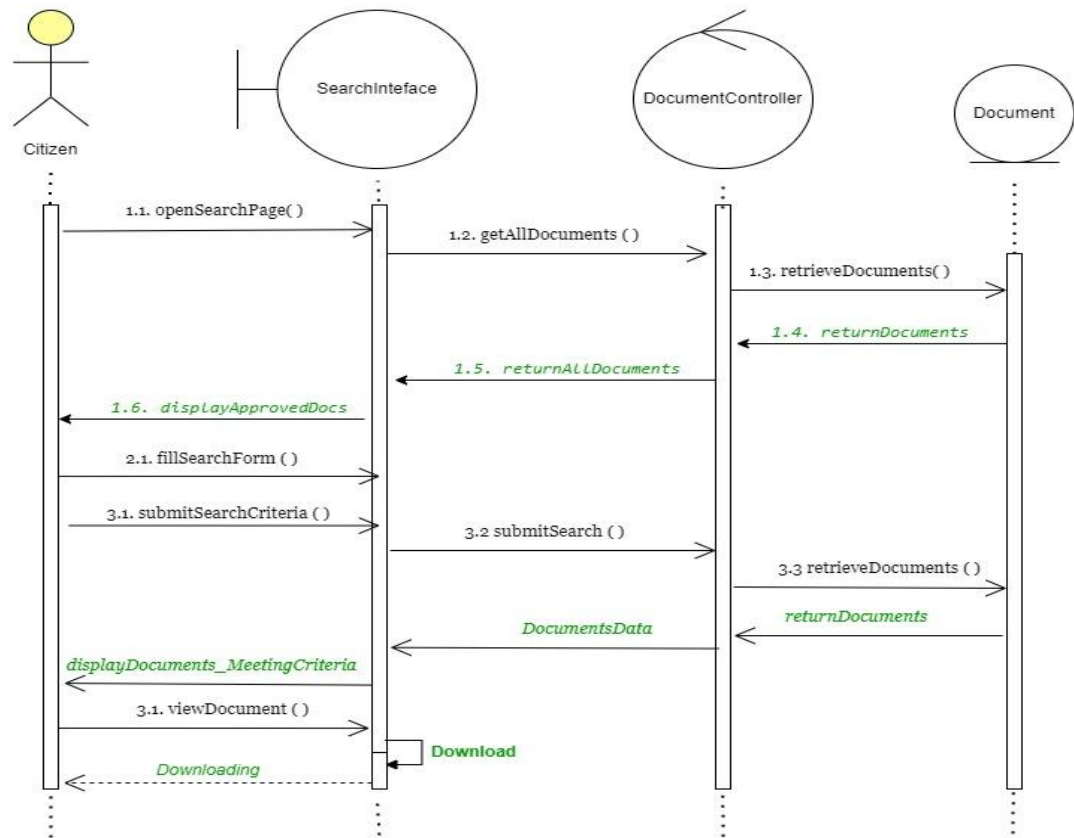 SearchInteface
DocumentController
Document
Citizen
1.1. openSearchPage( )
1.2. getAllDocuments ( )
1.3. retrieveDocuments( )
1.4. returnDocuments
1.5. returnAllDocuments
1.6. displayApprovedDocs
2.1. fillSearchForm ( )
3.1. submitSearchCriteria ( )
3.2 submitSearch ( )
3.3 retrieveDocuments ( )
returnDocuments
DocumentsData
displayDocuments_MeetingCriteria
3.1. viewDocument ( )
Download
Downloading